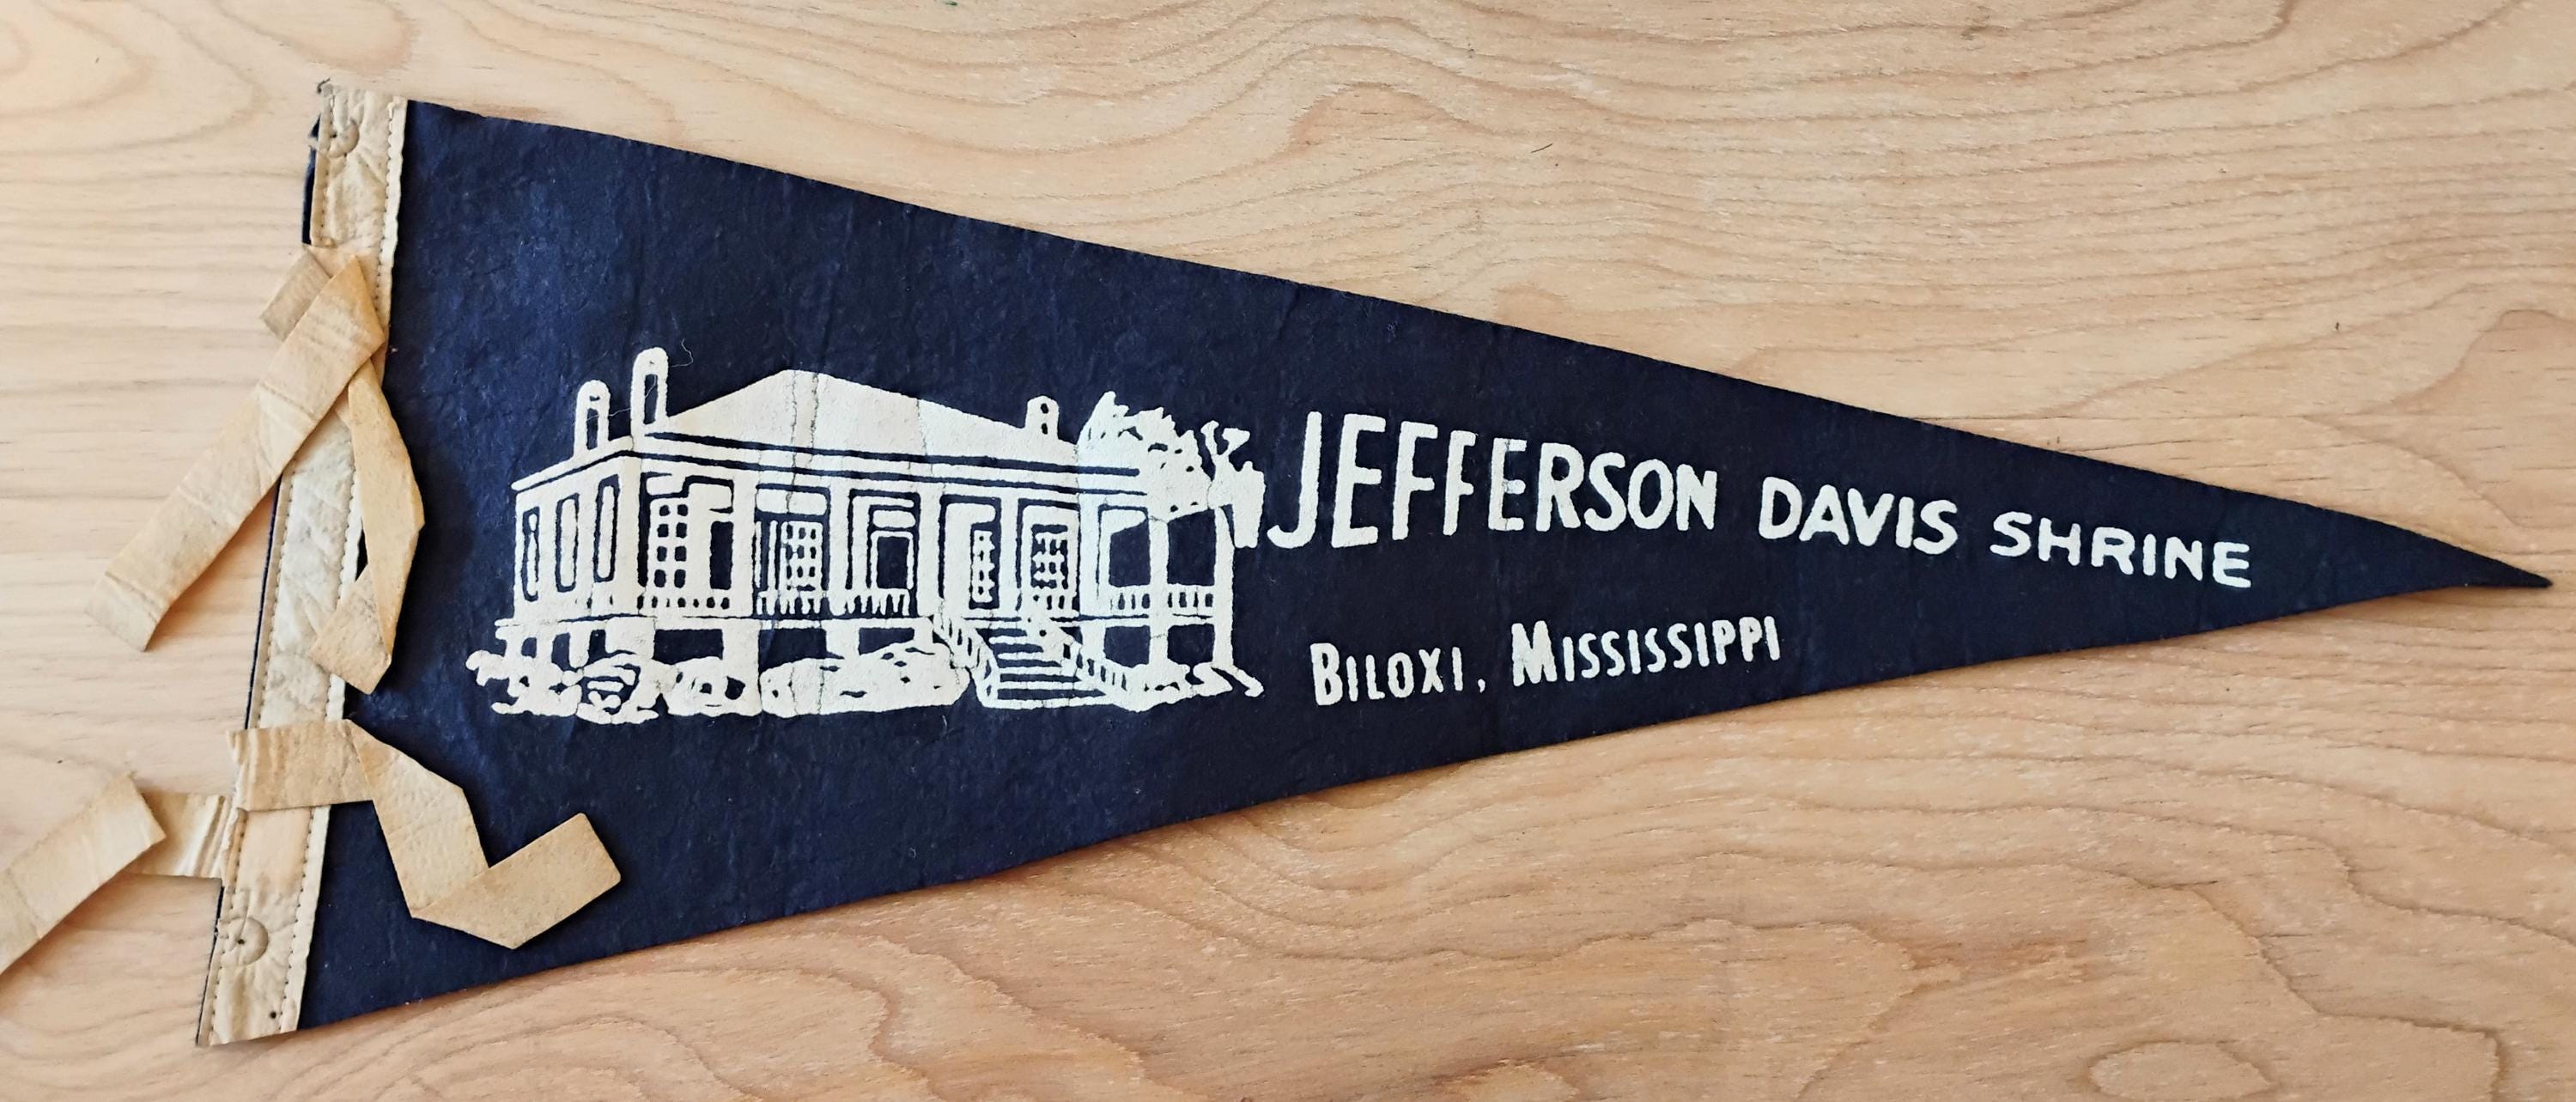 JEFFERSON DAVIS SHRINE
BILOXI, MISSISSIPPI